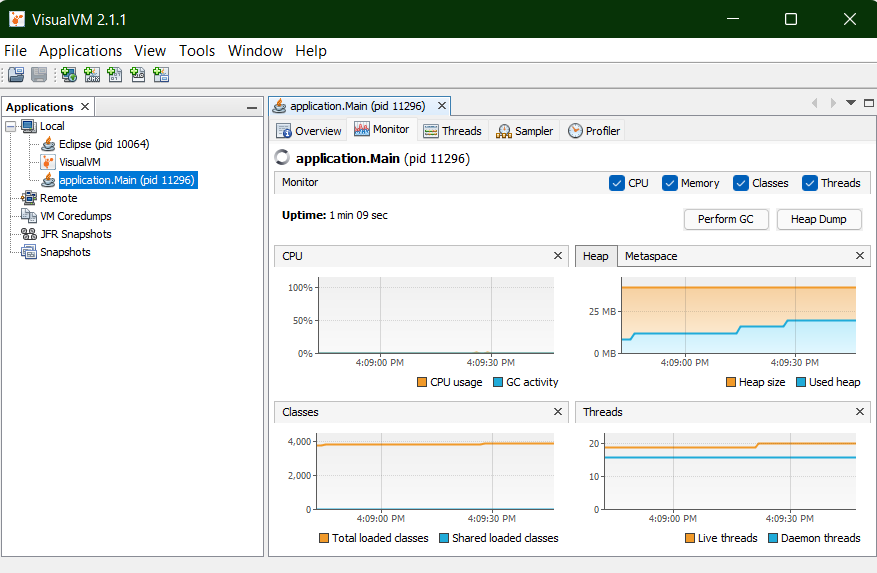 VisualVM 2.1.1
File Applications View Tools Window Help
Applications
application.Main (pid 11296)
Local
Eclipse (pid 10064)
VisualVM
application.Main (pid 11296)
Remote
VM Coredumps
JFR Snapshots
Snapshots
Overview Monitor Threads Sampler Profiler
application.Main (pid 11296)
Monitor CPU Memory Classes Threads
Uptime: 1 min 09 sec
Perform GC Heap Dump
CPU
100%
50%
0%
4:09:00 PM 4:09:30 PM
CPU usage GC activity
Heap Metaspace
25 MB
0 MB
4:09:00 PM 4:09:30 PM
Heap size Used heap
Classes
4,000
2,000
0
4:09:00 PM 4:09:30 PM
Total loaded classes Shared loaded classes
Threads
20
10
0
4:09:00 PM 4:09:30 PM
Live threads Daemon threads